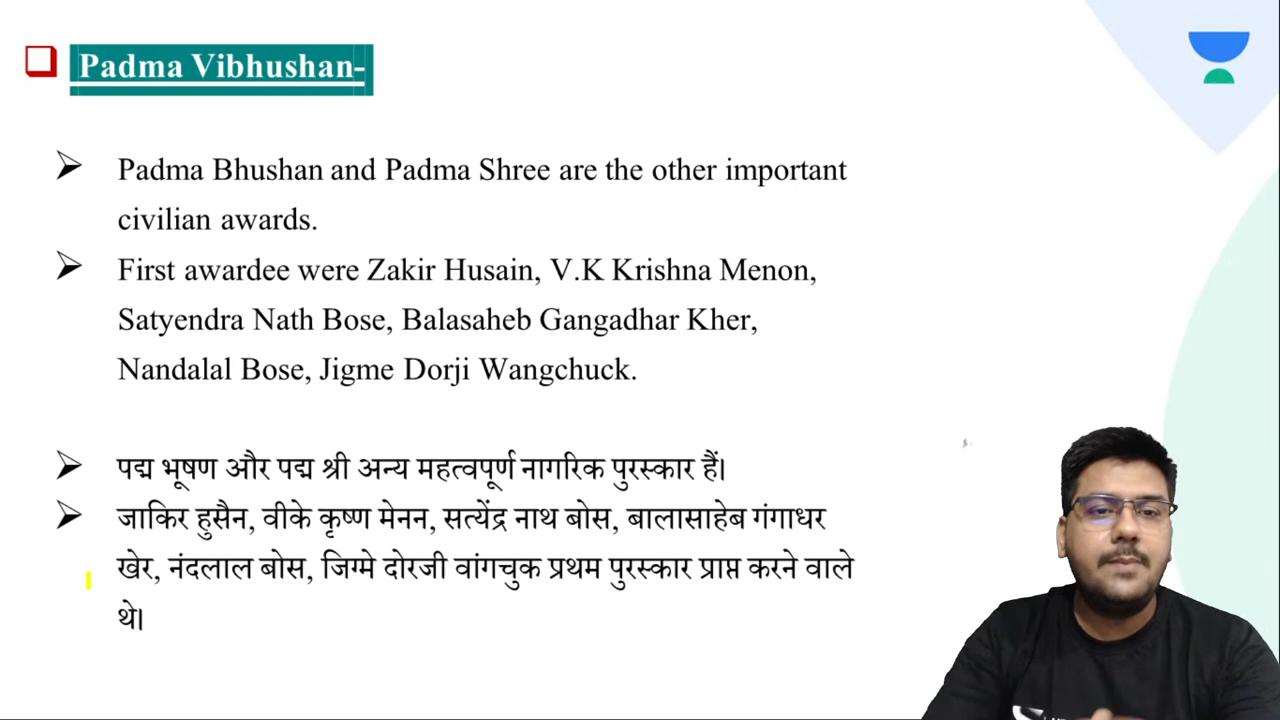 Padma Vibhushan-
Padma Bhushan and Padma Shree are the other important
civilian awards.
First awardee were Zakir Husain, V.K Krishna Menon,
Satyendra Nath Bose, Balasaheb Gangadhar Kher,
Nandalal Bose, Jigme Dorji Wangchuck.
पद्म भूषण और पद्म श्री अन्य महत्वपूर्ण नागरिक पुरस्कार हैं।
जाकिर हुसैन, वीके कृष्ण मेनन, सत्येंद्र नाथ बोस, बालासाहेब गंगाधर
खेर, नंदलाल बोस, जिग्मे दोरजी वांगचुक प्रथम पुरस्कार प्राप्त करने वाले
थे।